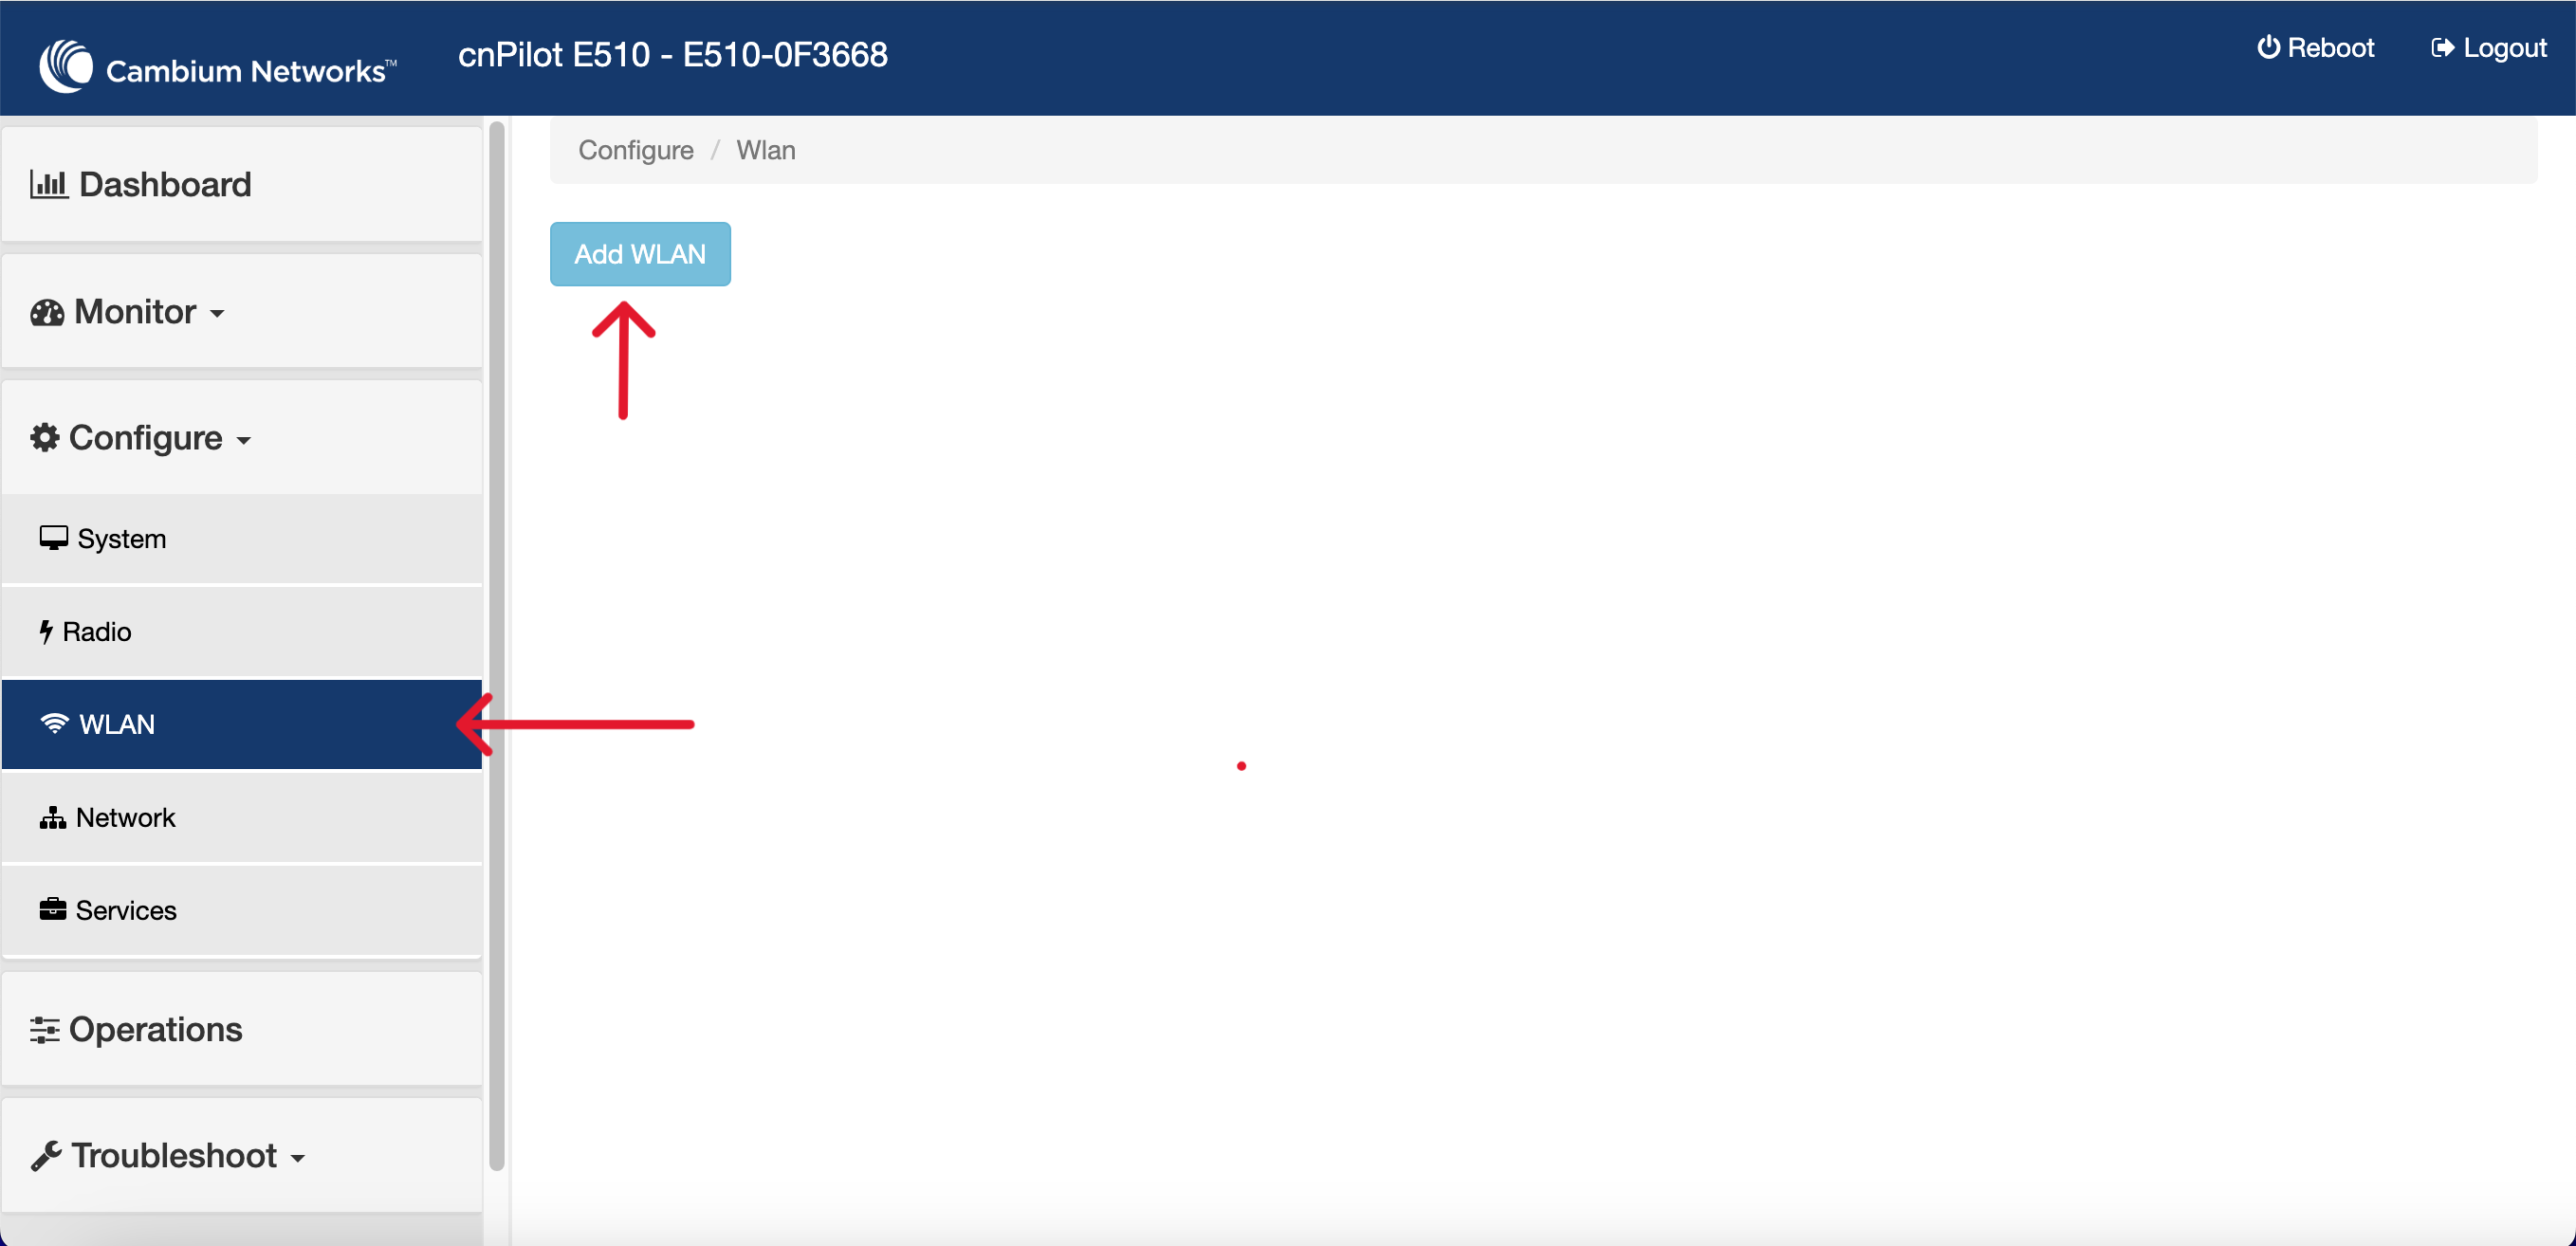 Cambium Networks™
cnPilot E510 - E510-0F3668
Reboot
Logout
Dashboard
Monitor
Configure
System
Radio
WLAN
Network
Services
Operations
Troubleshoot
Configure / Wlan
Add WLAN